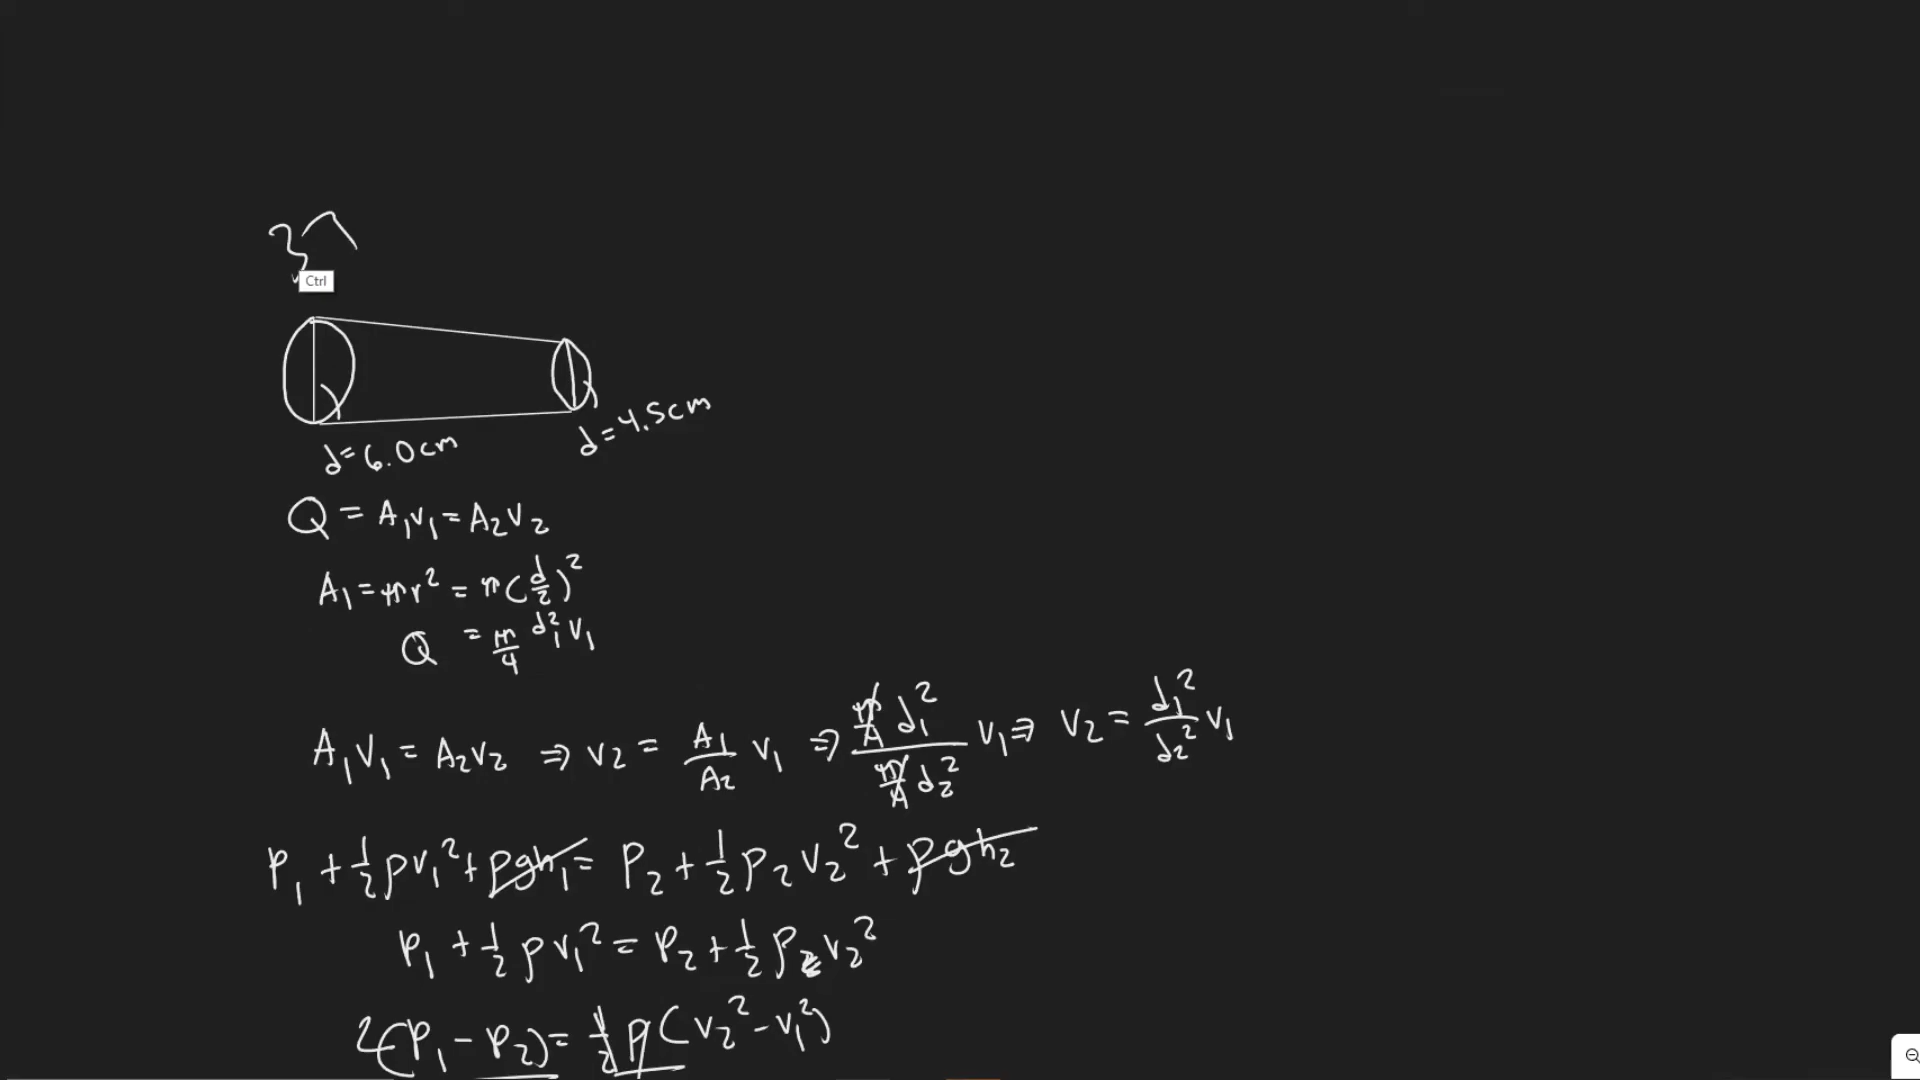 Ctrl
d=6.0cm
d=4.5cm
Q = A₁v₁ = A₂v₂
A₁ = πr² = π(d/2)²
Q = π/4 d₁² v₁
A₁v₁ = A₂v₂ ⇒ v₂ = A₁/A₂ v₁ ⇒ (π/4 d₁²)/(π/4 d₂²) v₁ ⇒ v₂ = d₁²/d₂² v₁
P₁ + 1/2 ρv₁² + ρgh₁ = P₂ + 1/2 ρ₂v₂² + ρgh₂
P₁ + 1/2 ρv₁² = P₂ + 1/2 ρv₂²
2(P₁ - P₂) = 1/2 ρ(v₂² - v₁²)